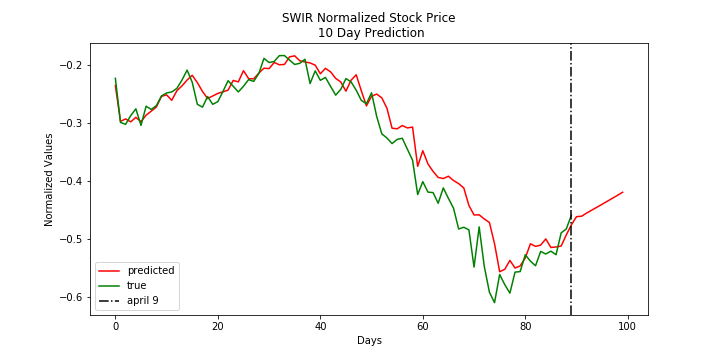 SWIR Normalized Stock Price
10 Day Prediction
Normalized Values
−0.2
−0.3
−0.4
−0.5
−0.6
predicted
true
april 9
0 20 40 60 80 100
Days